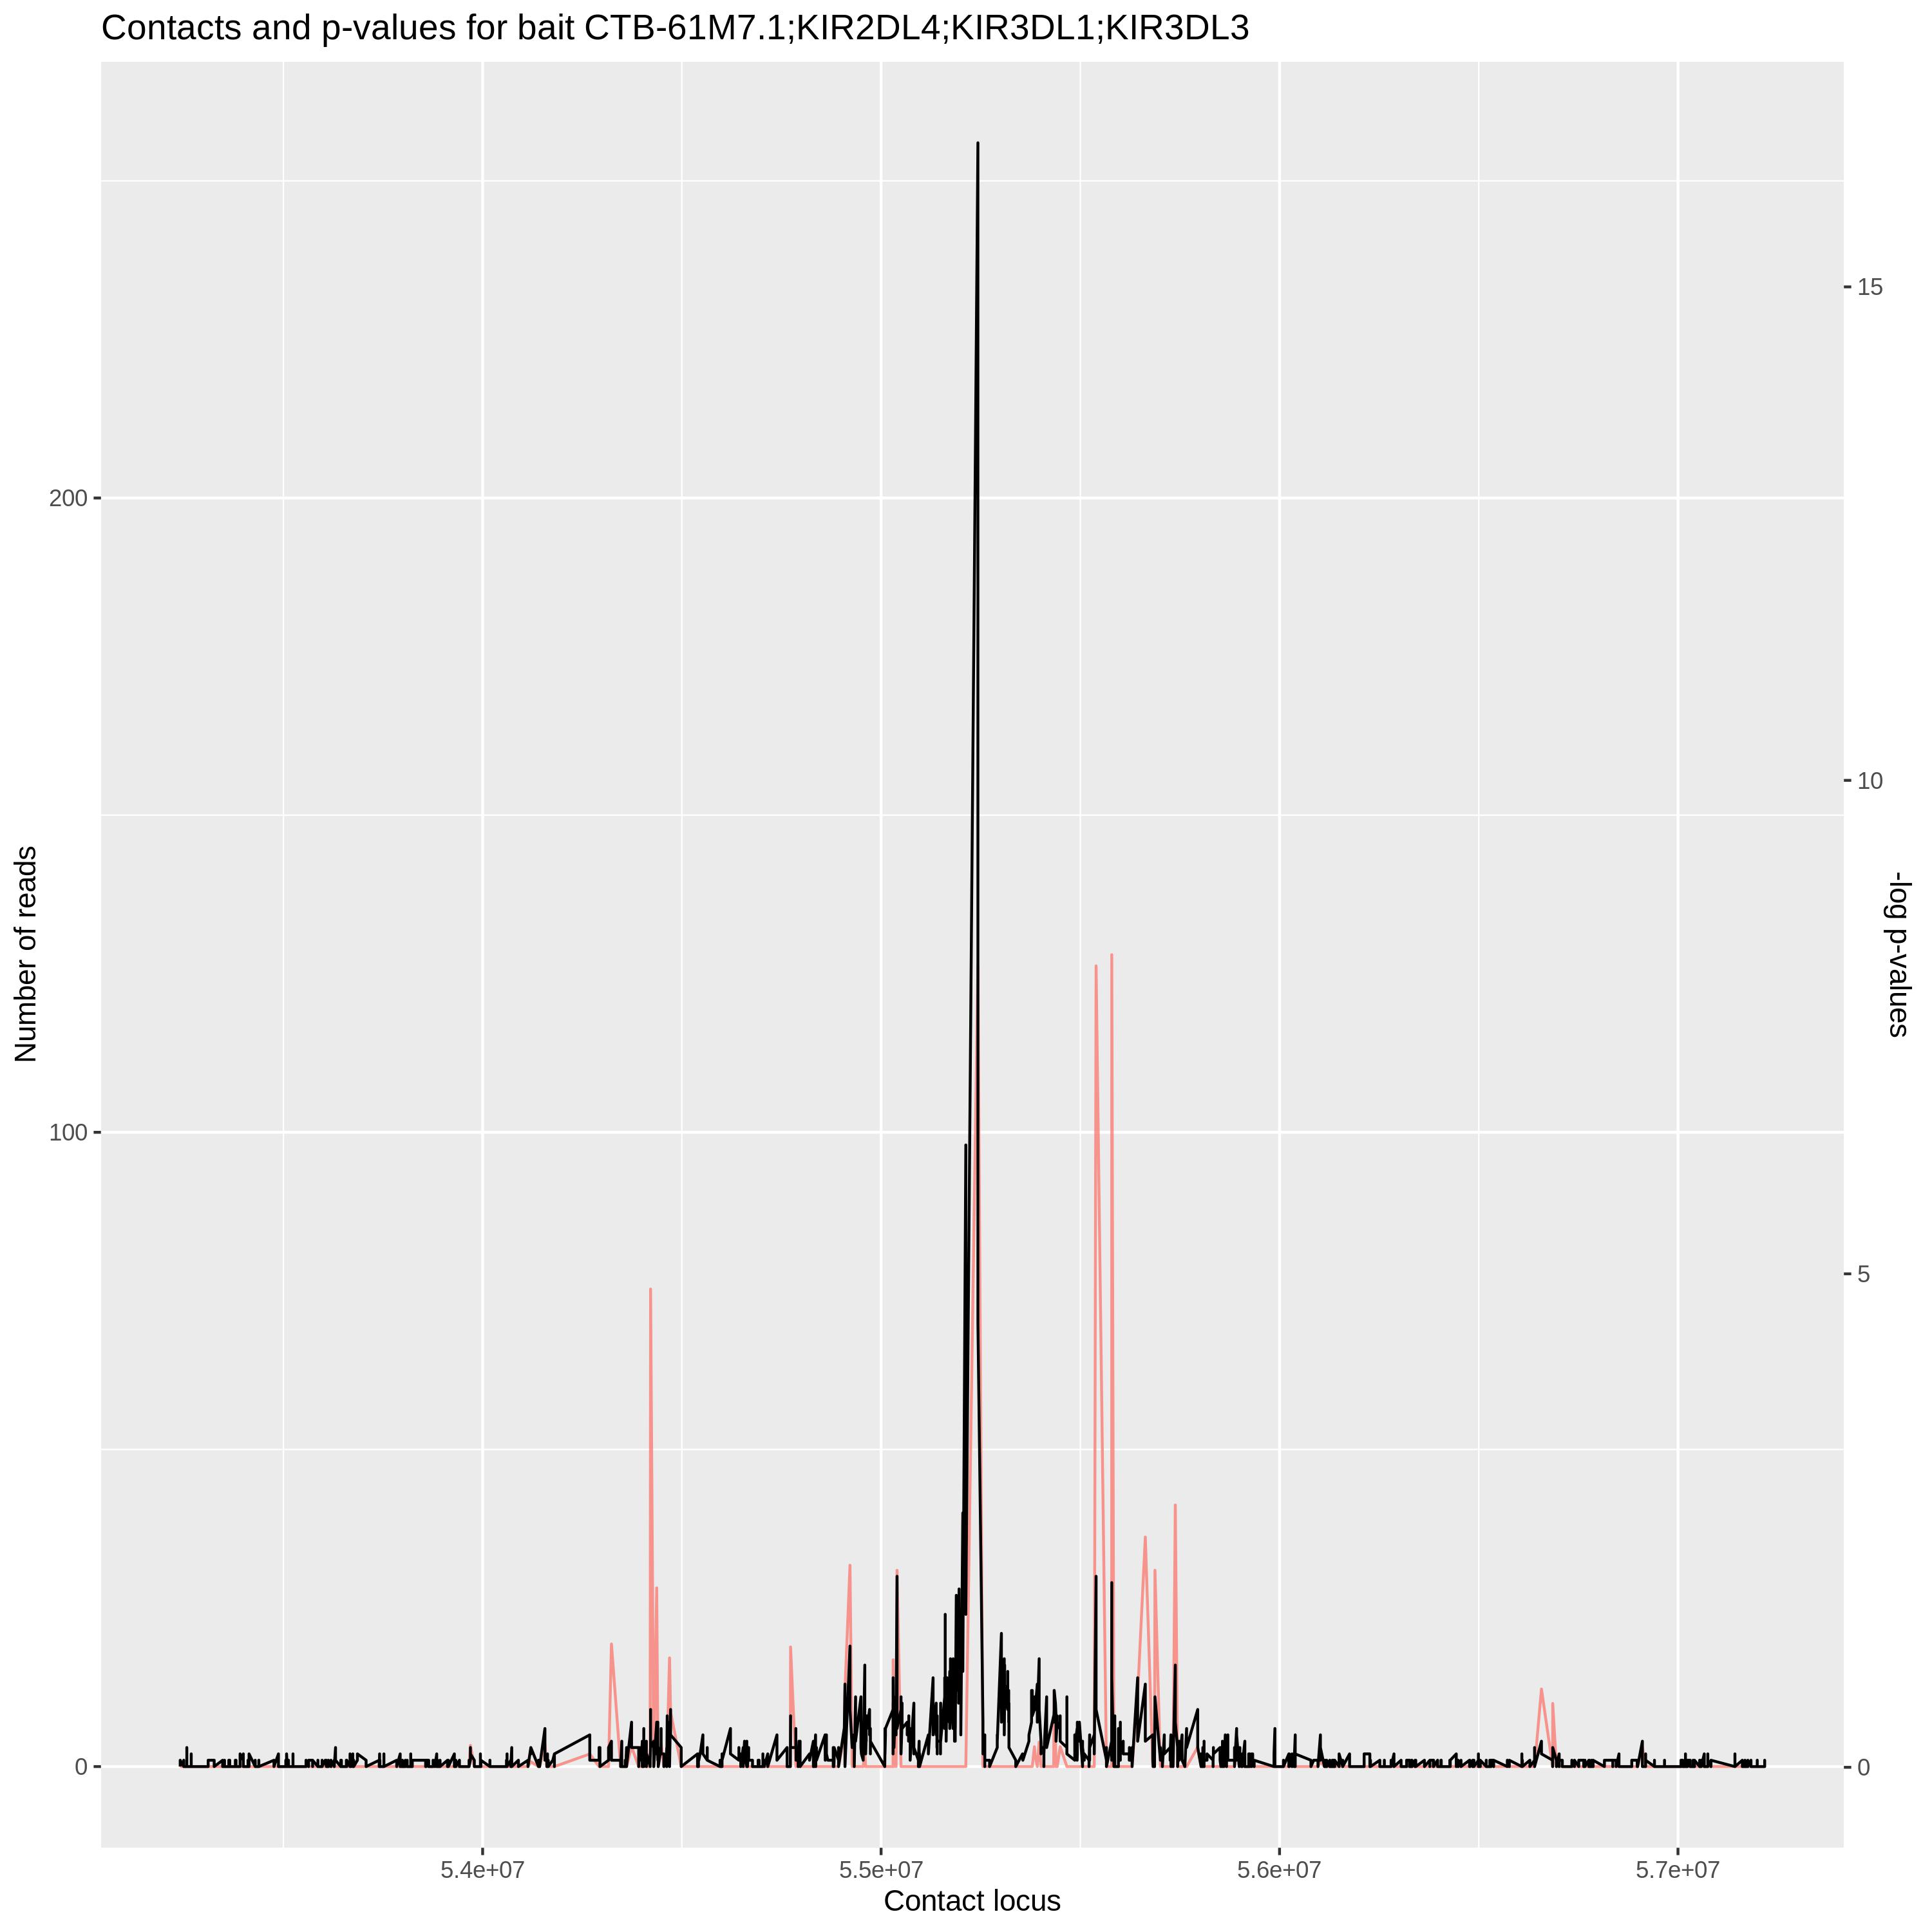 Contacts and p-values for bait CTB-61M7.1;KIR2DL4;KIR3DL1;KIR3DL3
Number of reads
200
100
0
15
10
5
0
-log p-values
5.4e+07 5.5e+07 5.6e+07 5.7e+07
Contact locus